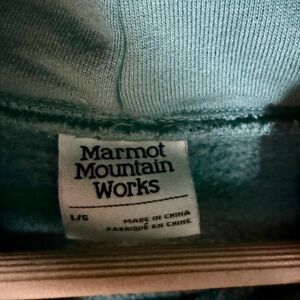 Marmot
Mountain
Works
L/G
MADE IN CHINA
FABRIQUÉ EN CHINE